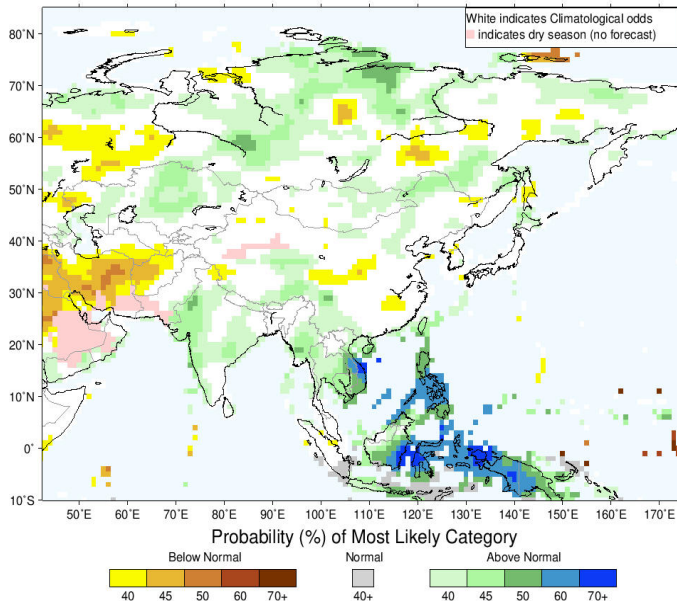 White indicates Climatological odds
indicates dry season (no forecast)
80°N
70°N
60°N
50°N
40°N
30°N
20°N
10°N
0°
10°S
50°E 60°E 70°E 80°E 90°E 100°E 110°E 120°E 130°E 140°E 150°E 160°E 170°E
Probability (%) of Most Likely Category
Below Normal Normal Above Normal
40 45 50 60 70+ 40+ 40 45 50 60 70+